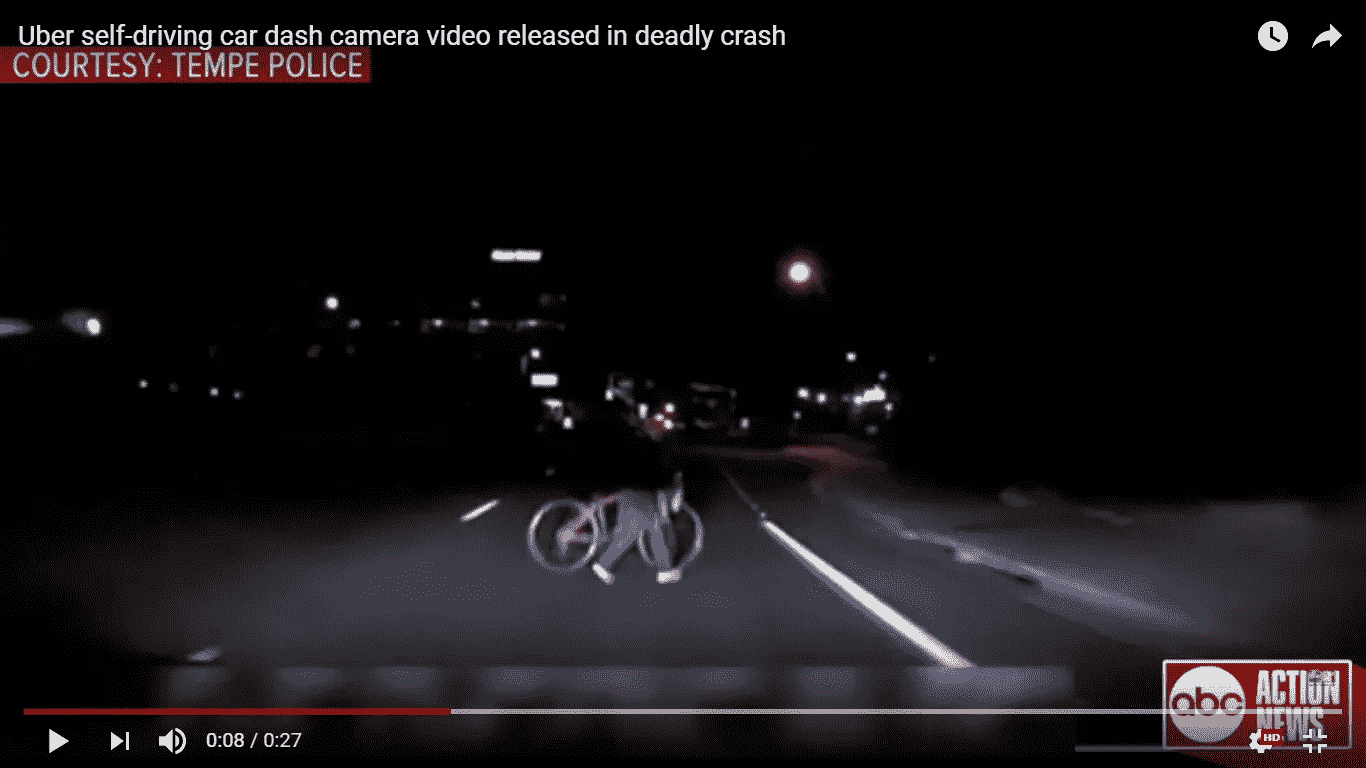 Uber self-driving car dash camera video released in deadly crash
COURTESY: TEMPE POLICE
abc
ACTION
NEWS
0:08 / 0:27
HD